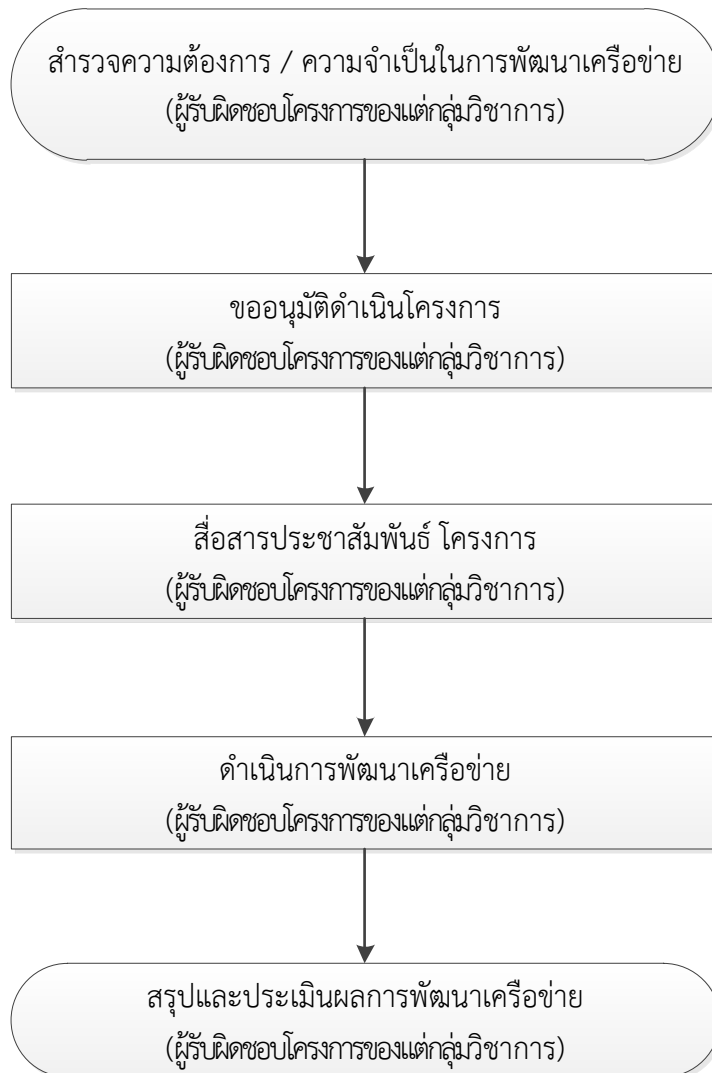 สำรวจความต้องการ / ความจำเป็นในการพัฒนาเครือข่าย
(ผู้รับผิดชอบโครงการของแต่กลุ่มวิชาการ)
ขออนุมัติดำเนินโครงการ
(ผู้รับผิดชอบโครงการของแต่กลุ่มวิชาการ)
สื่อสารประชาสัมพันธ์ โครงการ
(ผู้รับผิดชอบโครงการของแต่กลุ่มวิชาการ)
ดำเนินการพัฒนาเครือข่าย
(ผู้รับผิดชอบโครงการของแต่กลุ่มวิชาการ)
สรุปและประเมินผลการพัฒนาเครือข่าย
(ผู้รับผิดชอบโครงการของแต่กลุ่มวิชาการ)